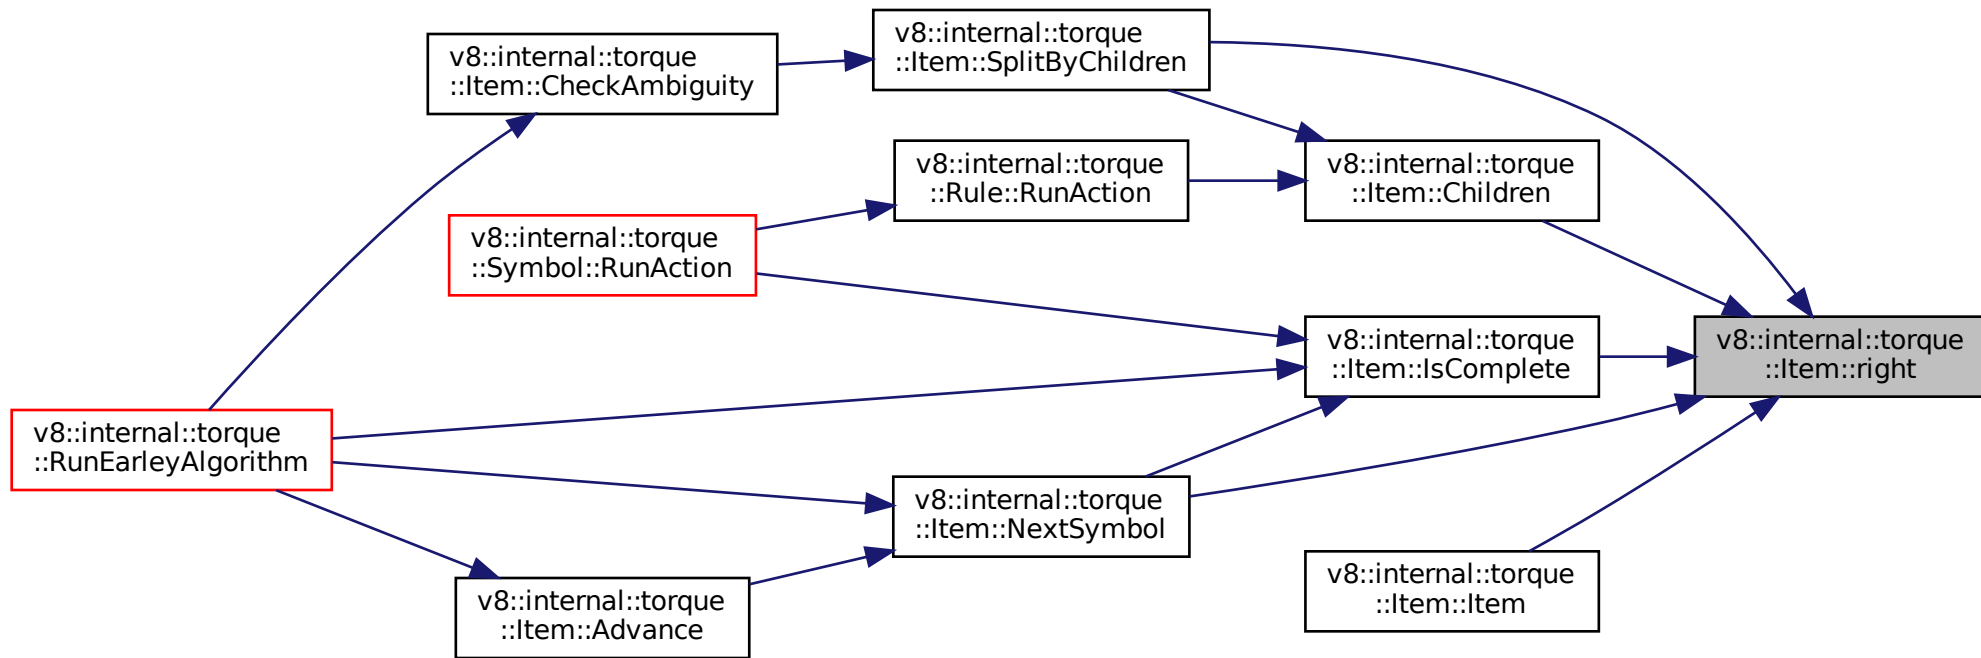 v8::internal::torque
::Item::SplitByChildren
v8::internal::torque
::Item::CheckAmbiguity
v8::internal::torque
::Rule::RunAction
v8::internal::torque
::Item::Children
v8::internal::torque
::Symbol::RunAction
v8::internal::torque
::Item::IsComplete
v8::internal::torque
::Item::right
v8::internal::torque
::RunEarleyAlgorithm
v8::internal::torque
::Item::NextSymbol
v8::internal::torque
::Item::Item
v8::internal::torque
::Item::Advance